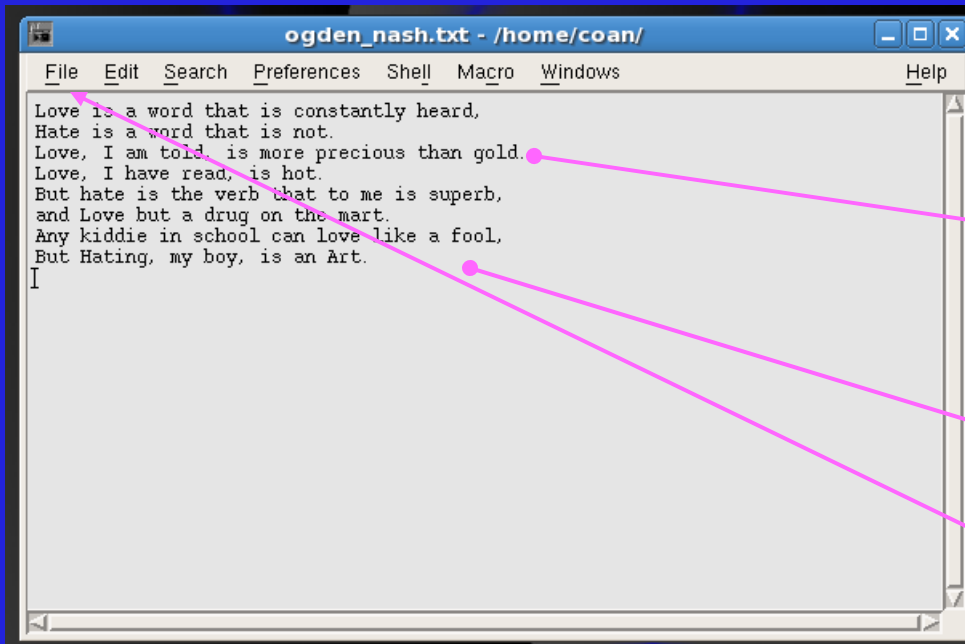 ogden_nash.txt - /home/coan/
File Edit Search Preferences Shell Macro Windows Help
Love is a word that is constantly heard,
Hate is a word that is not.
Love, I am told, is more precious than gold.
Love, I have read, is hot.
But hate is the verb that to me is superb,
and Love but a drug on the mart.
Any kiddie in school can love like a fool,
But Hating, my boy, is an Art.